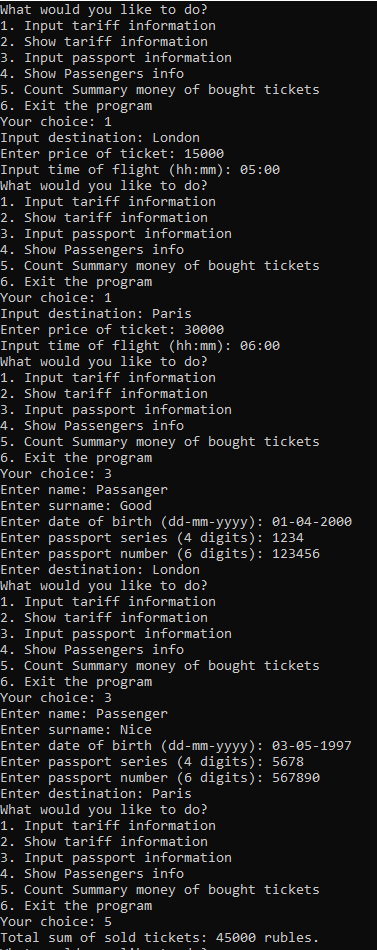 What would you like to do?
1. Input tariff information
2. Show tariff information
3. Input passport information
4. Show Passengers info
5. Count Summary money of bought tickets
6. Exit the program
Your choice: 1
Input destination: London
Enter price of ticket: 15000
Input time of flight (hh:mm): 05:00
What would you like to do?
1. Input tariff information
2. Show tariff information
3. Input passport information
4. Show Passengers info
5. Count Summary money of bought tickets
6. Exit the program
Your choice: 1
Input destination: Paris
Enter price of ticket: 30000
Input time of flight (hh:mm): 06:00
What would you like to do?
1. Input tariff information
2. Show tariff information
3. Input passport information
4. Show Passengers info
5. Count Summary money of bought tickets
6. Exit the program
Your choice: 3
Enter name: Passanger
Enter surname: Good
Enter date of birth (dd-mm-yyyy): 01-04-2000
Enter passport series (4 digits): 1234
Enter passport number (6 digits): 123456
Enter destination: London
What would you like to do?
1. Input tariff information
2. Show tariff information
3. Input passport information
4. Show Passengers info
5. Count Summary money of bought tickets
6. Exit the program
Your choice: 3
Enter name: Passenger
Enter surname: Nice
Enter date of birth (dd-mm-yyyy): 03-05-1997
Enter passport series (4 digits): 5678
Enter passport number (6 digits): 567890
Enter destination: Paris
What would you like to do?
1. Input tariff information
2. Show tariff information
3. Input passport information
4. Show Passengers info
5. Count Summary money of bought tickets
6. Exit the program
Your choice: 5
Total sum of sold tickets: 45000 rubles.